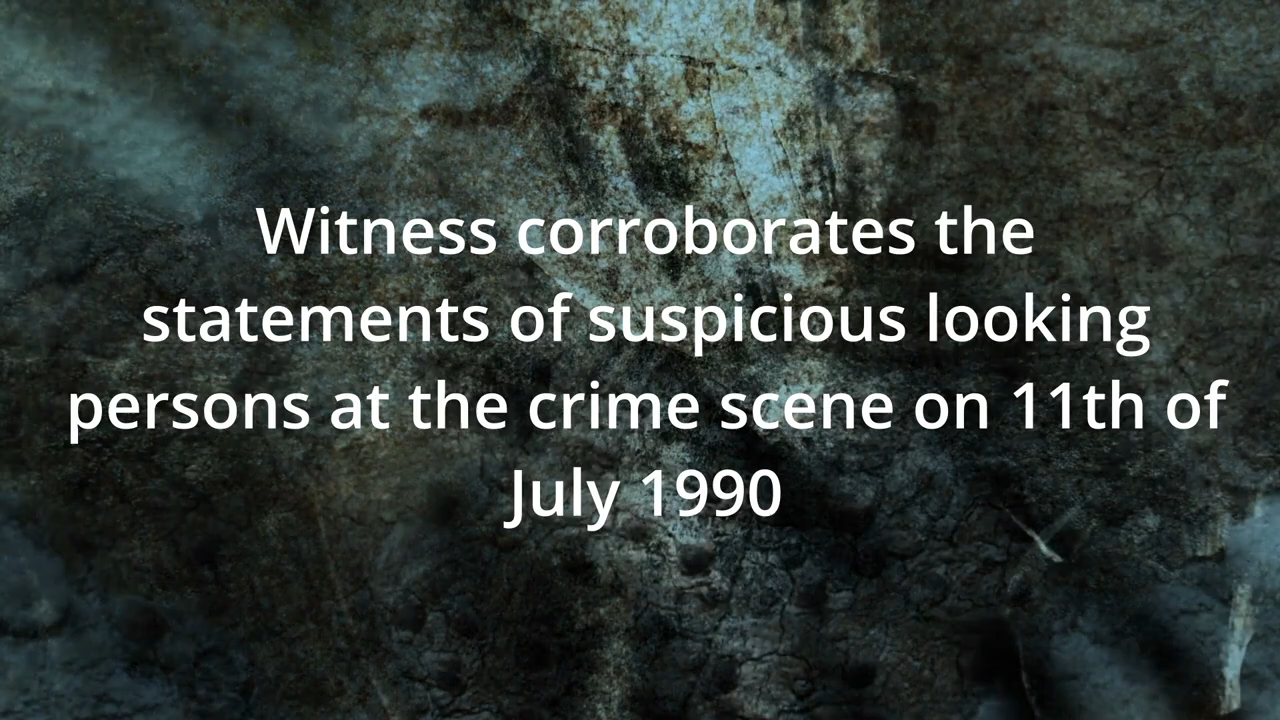 Witness corroborates the
statements of suspicious looking
persons at the crime scene on 11th of
July 1990